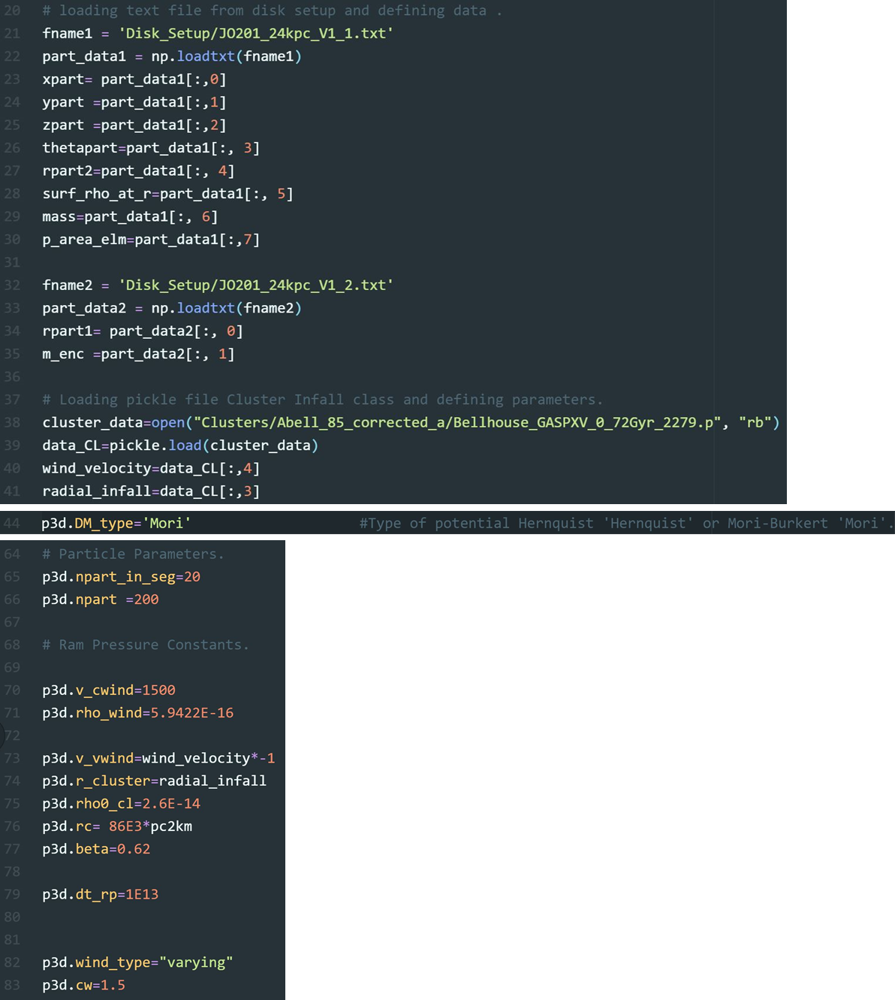 20 # loading text file from disk setup and defining data .
21 fname1 = 'Disk_Setup/JO201_24kpc_V1_1.txt'
22 part_data1 = np.loadtxt(fname1)
23 xpart= part_data1[:,0]
24 ypart =part_data1[:,1]
25 zpart =part_data1[:,2]
26 thetapart=part_data1[:, 3]
27 rpart2=part_data1[:, 4]
28 surf_rho_at_r=part_data1[:, 5]
29 mass=part_data1[:, 6]
30 p_area_elm=part_data1[:,7]
31
32 fname2 = 'Disk_Setup/JO201_24kpc_V1_2.txt'
33 part_data2 = np.loadtxt(fname2)
34 rpart1= part_data2[:, 0]
35 m_enc =part_data2[:, 1]
36
37 # Loading pickle file Cluster Infall class and defining parameters.
38 cluster_data=open("Clusters/Abell_85_corrected_a/Bellhouse_GASPXV_0_72Gyr_2279.p", "rb")
39 data_CL=pickle.load(cluster_data)
40 wind_velocity=data_CL[:,4]
41 radial_infall=data_CL[:,3]
44 p3d.DM_type='Mori' #Type of potential Hernquist 'Hernquist' or Mori-Burkert 'Mori'.
64 # Particle Parameters.
65 p3d.npart_in_seg=20
66 p3d.npart =200
67
68 # Ram Pressure Constants.
69
70 p3d.v_cwind=1500
71 p3d.rho_wind=5.9422E-16
72
73 p3d.v_vwind=wind_velocity*-1
74 p3d.r_cluster=radial_infall
75 p3d.rho0_cl=2.6E-14
76 p3d.rc= 86E3*pc2km
77 p3d.beta=0.62
78
79 p3d.dt_rp=1E13
80
81
82 p3d.wind_type="varying"
83 p3d.cw=1.5